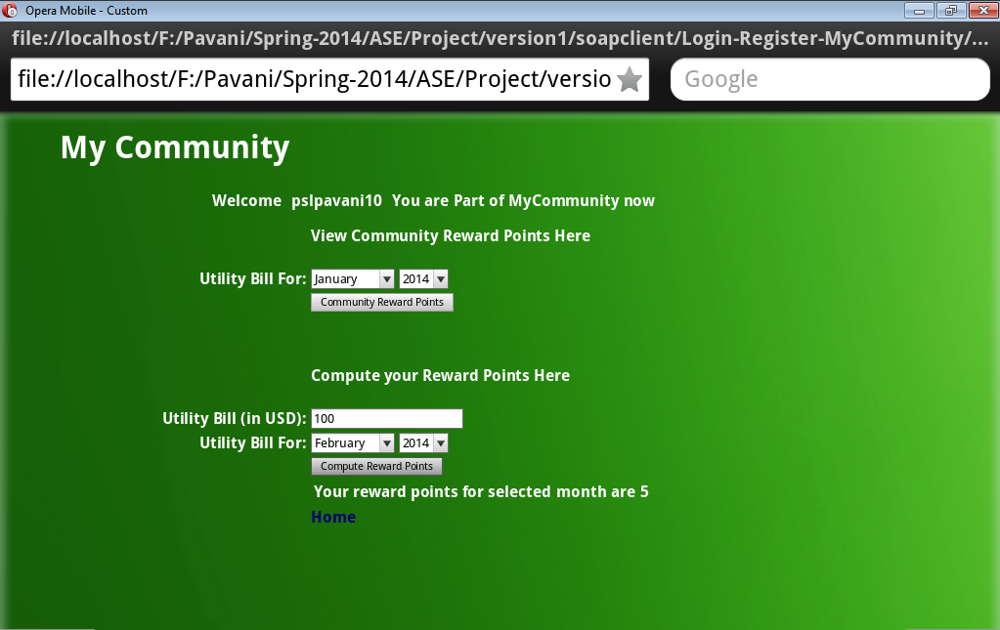 Opera Mobile - Custom
file://localhost/F:/Pavani/Spring-2014/ASE/Project/version1/soapclient/Login-Register-MyCommunity/...
file://localhost/F:/Pavani/Spring-2014/ASE/Project/versio Google
My Community
Welcome pslpavani10 You are Part of MyCommunity now
View Community Reward Points Here
Utility Bill For: January 2014
Community Reward Points
Compute your Reward Points Here
Utility Bill (in USD): 100
Utility Bill For: February 2014
Compute Reward Points
Your reward points for selected month are 5
Home